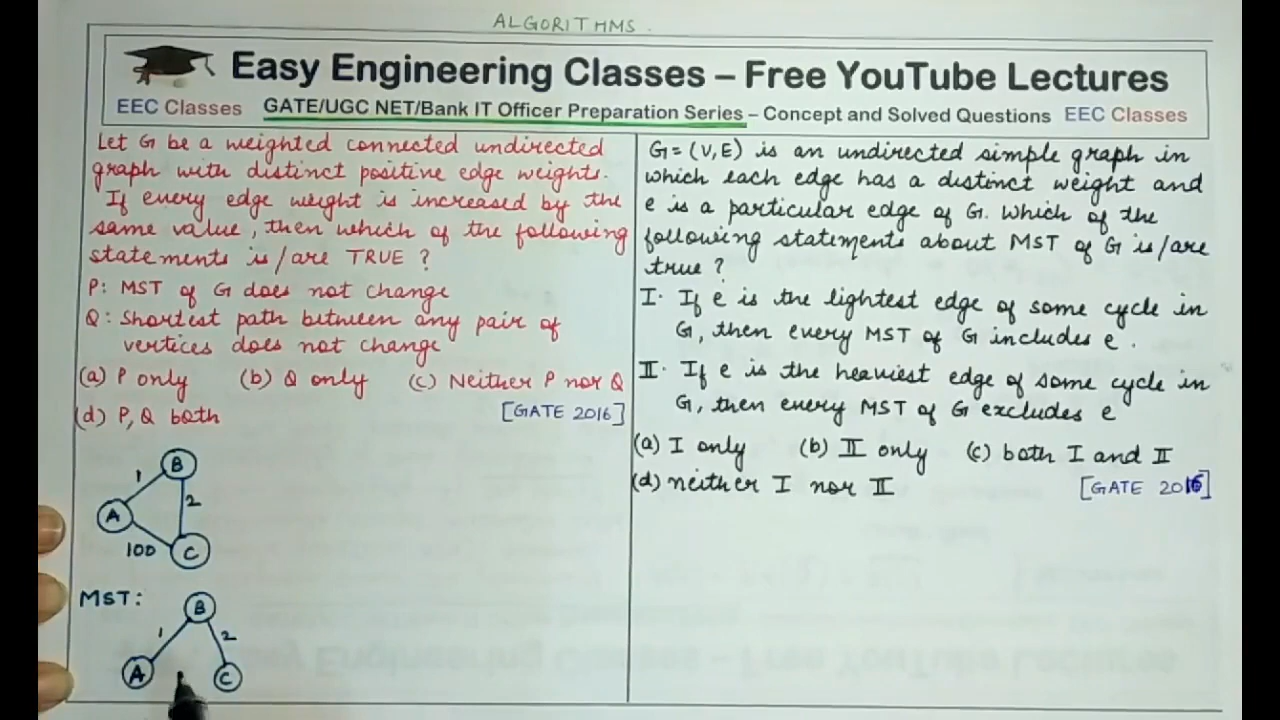 ALGORITHMS.
Easy Engineering Classes – Free YouTube Lectures
EEC Classes GATE/UGC NET/Bank IT Officer Preparation Series – Concept and Solved Questions EEC Classes
Let G be a weighted connected undirected
graph with distinct positive edge weights.
If every edge weight is increased by the
same value, then which of the following
statements is/are TRUE?
P: MST of G does not change
Q: Shortest path between any pair of
vertices does not change
(a) P only (b) Q only (c) Neither P nor Q
(d) P, Q both [GATE 2016]
B
1
2
A
100
C
MST:
B
1
2
A
C
G=(V,E) is an undirected simple graph in
which each edge has a distinct weight and
e is a particular edge of G. Which of the
following statements about MST of G is/are
true?
I. If e is the lightest edge of some cycle in
G, then every MST of G includes e.
II. If e is the heaviest edge of some cycle in
G, then every MST of G excludes e
(a) I only (b) II only (c) both I and II
(d) neither I nor II [GATE 2016]